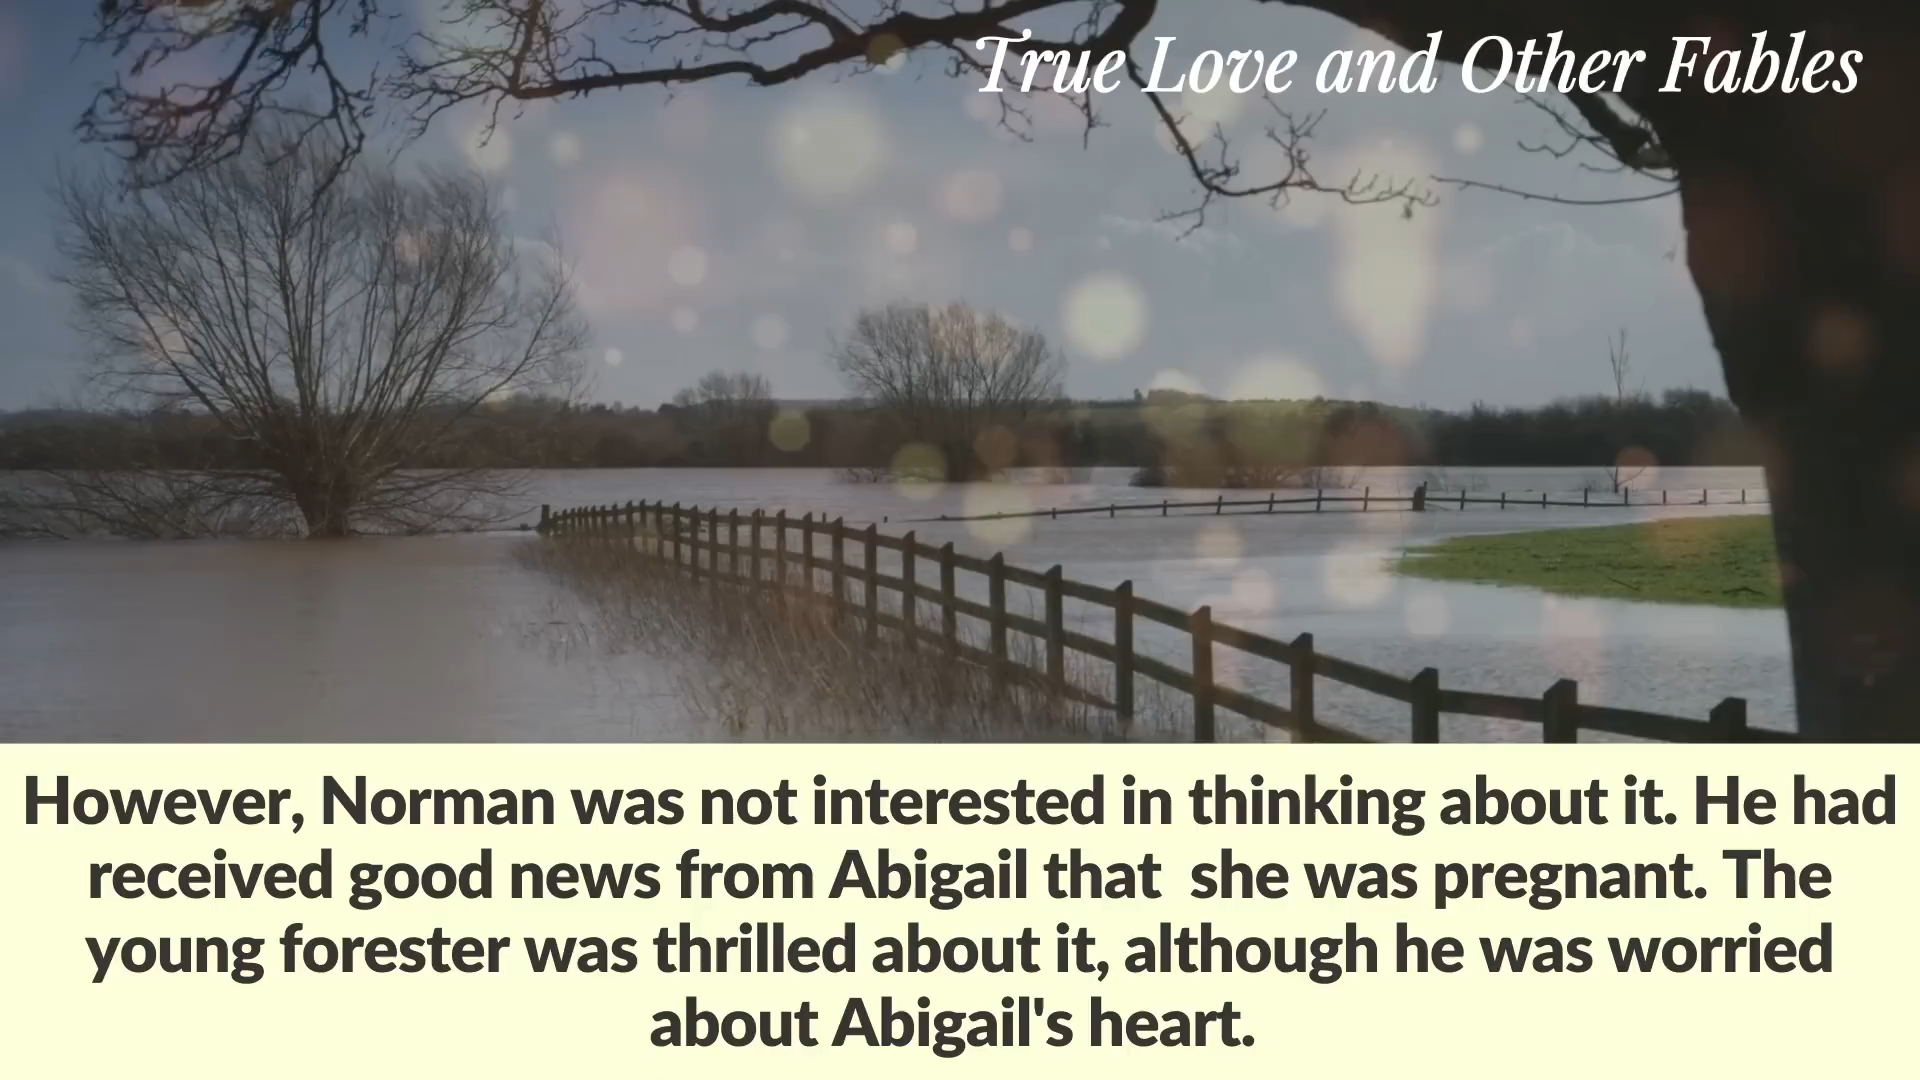 True Love and Other Fables
However, Norman was not interested in thinking about it. He had
received good news from Abigail that  she was pregnant. The
young forester was thrilled about it, although he was worried
about Abigail's heart.